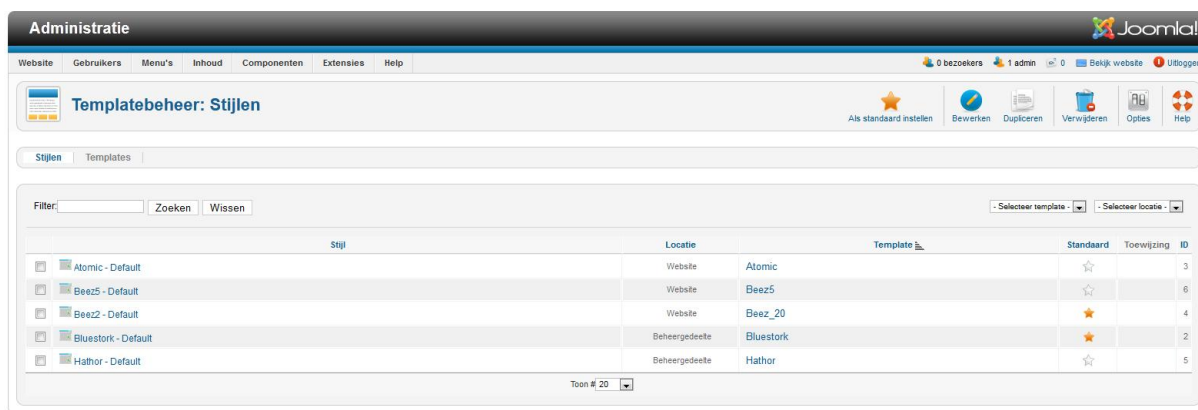 Administratie Joomla!
Website Gebruikers Menu's Inhoud Componenten Extensies Help 0 bezoekers 1 admin 0 Bekijk website Uitloggen
Templatebeheer: Stijlen
Als standaard instellen Bewerken Dupliceren Verwijderen Opties Help
Stijlen Templates
Filter: Zoeken Wissen - Selecteer template - - Selecteer locatie -
Stijl Locatie Template Standaard Toewijzing ID
Atomic - Default Website Atomic 3
Beez5 - Default Website Beez5 6
Beez2 - Default Website Beez_20 4
Bluestork - Default Beheergedeelte Bluestork 2
Hathor - Default Beheergedeelte Hathor 5
Toon # 20